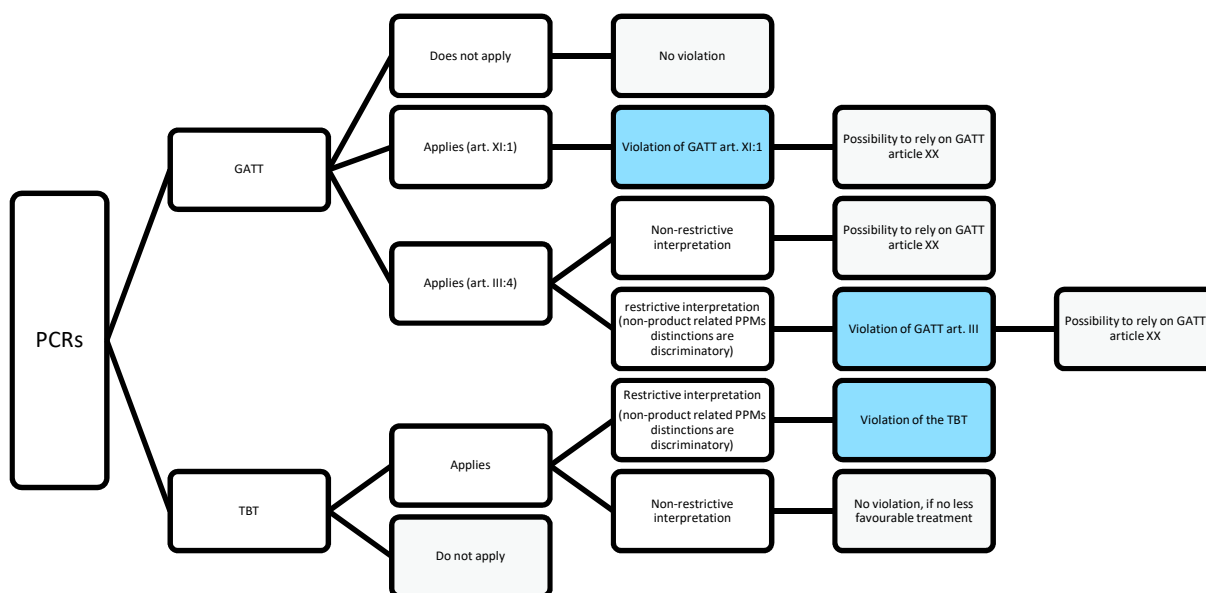 Does not apply
No violation
Applies (art. XI:1)
Violation of GATT art. XI:1
Possibility to rely on GATT
article XX
GATT
Non-restrictive
interpretation
Possibility to rely on GATT
article XX
Applies (art. III:4)
restrictive interpretation
(non-product related PPMs
distinctions are
discriminatory)
Violation of GATT art. III
Possibility to rely on GATT
article XX
PCRs
Restrictive interpretation
(non-product related PPMs
distinctions are
discriminatory)
Violation of the TBT
Applies
TBT
Non-restrictive
interpretation
No violation, if no less
favourable treatment
Do not apply